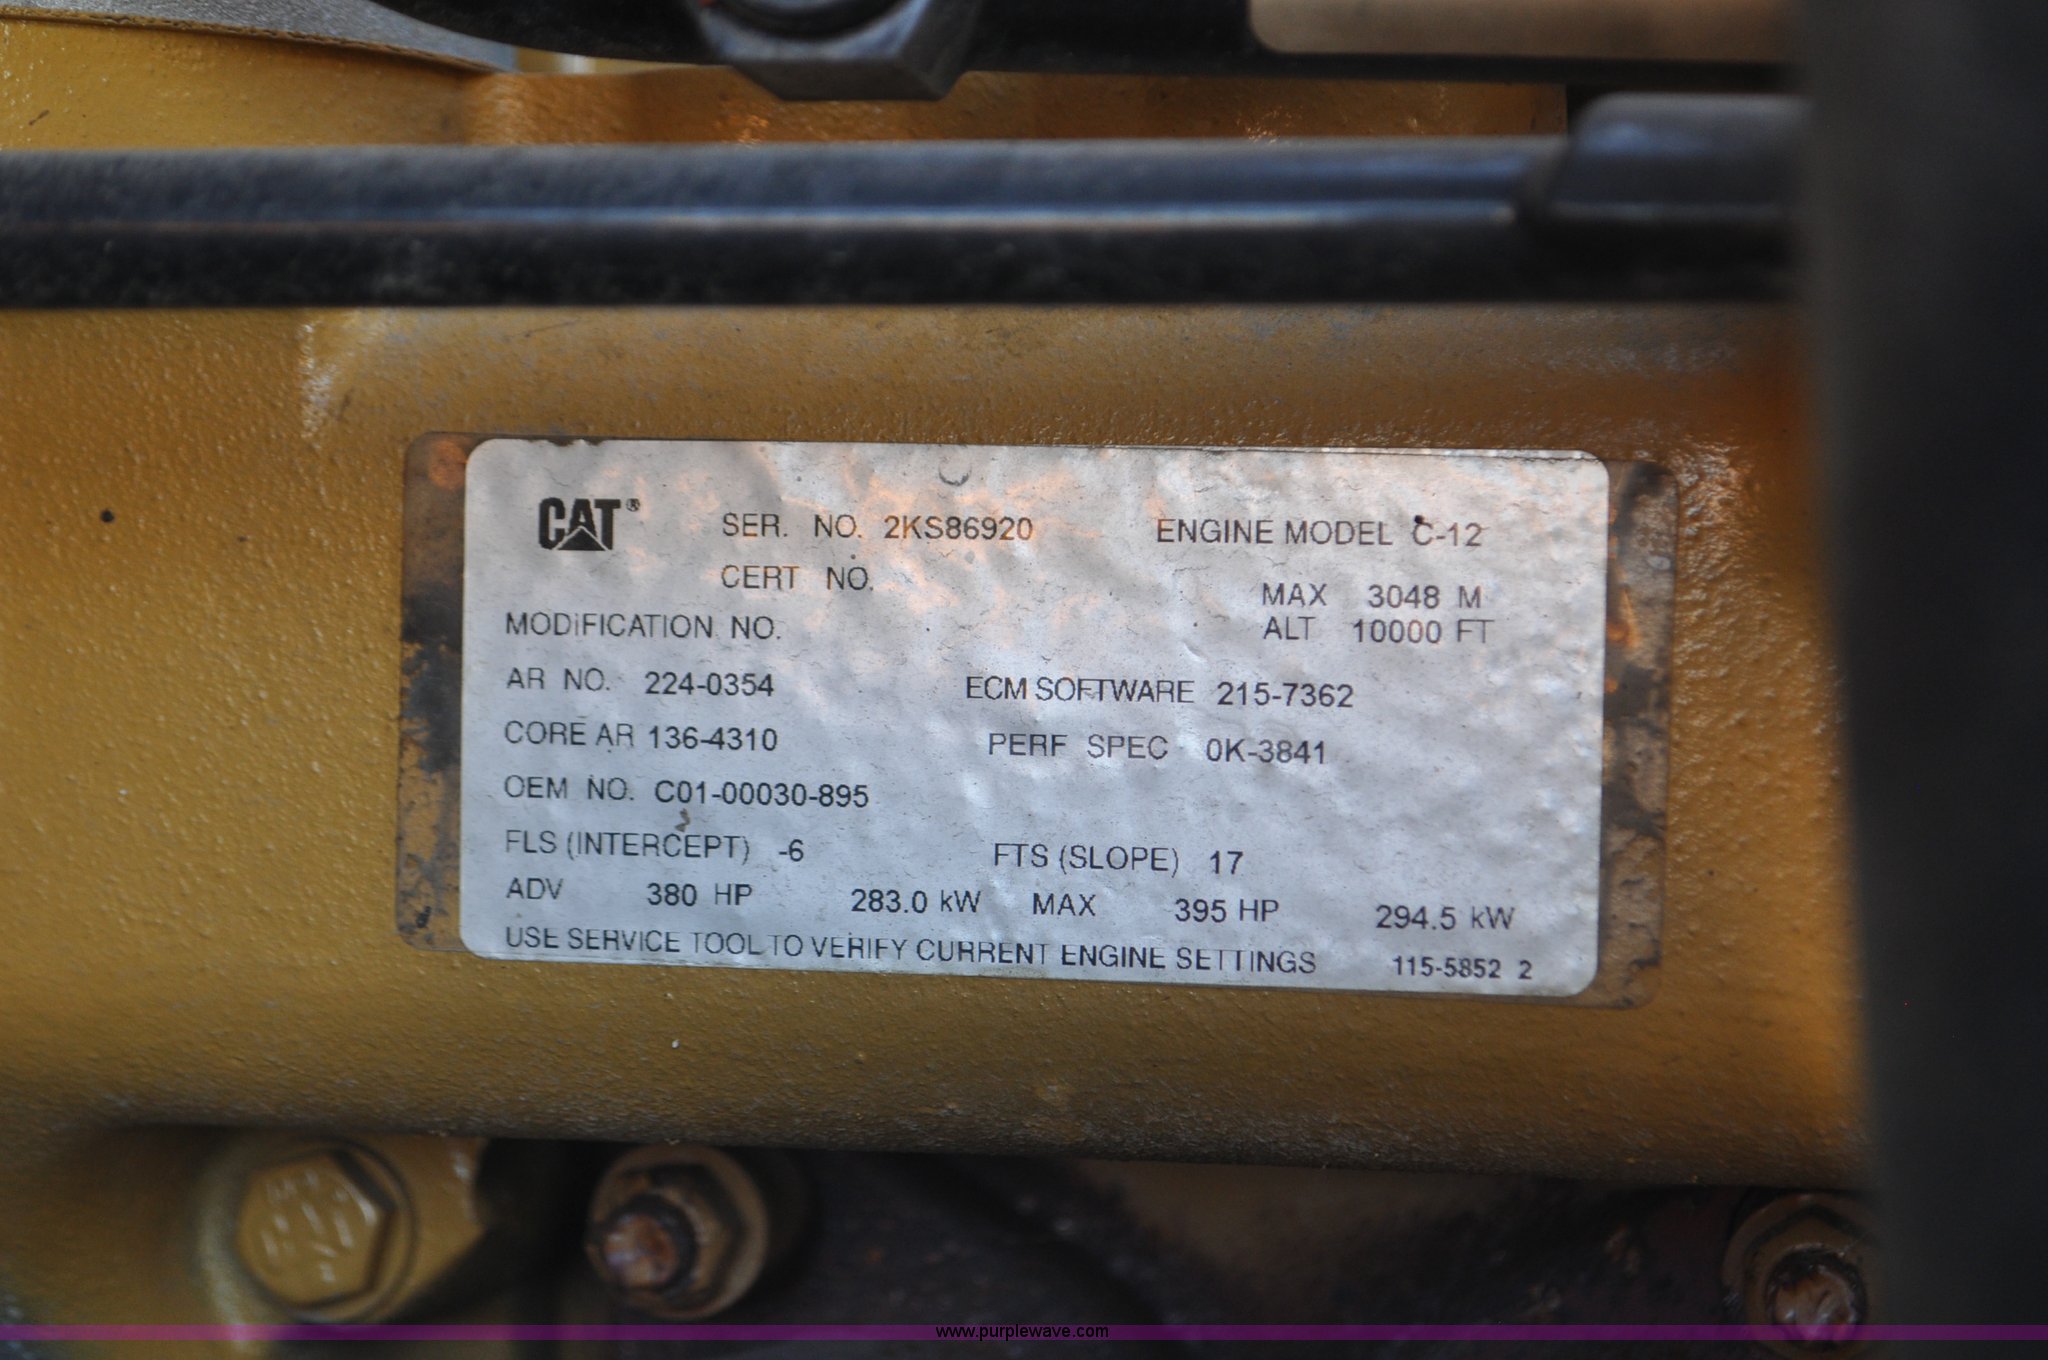 CAT® SER. NO. 2KS86920 ENGINE MODEL C-12
CERT NO.
MAX 3048 M
MODIFICATION NO. ALT 10000 FT
AR NO. 224-0354 ECM SOFTWARE 215-7362
CORE AR 136-4310 PERF SPEC 0K-3841
OEM NO. C01-00030-895
FLS (INTERCEPT) -6 FTS (SLOPE) 17
ADV 380 HP 283.0 kW MAX 395 HP 294.5 kW
USE SERVICE TOOL TO VERIFY CURRENT ENGINE SETTINGS 115-5852 2
www.purplewave.com